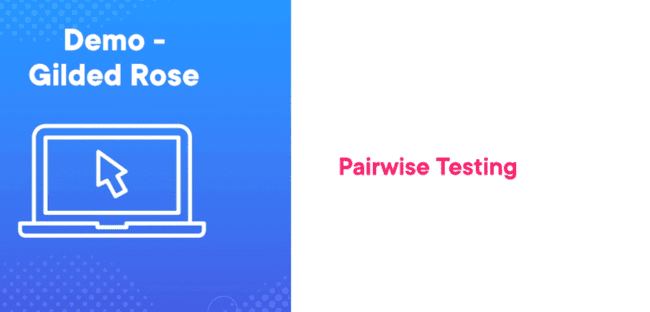 Demo -
Gilded Rose
Pairwise Testing